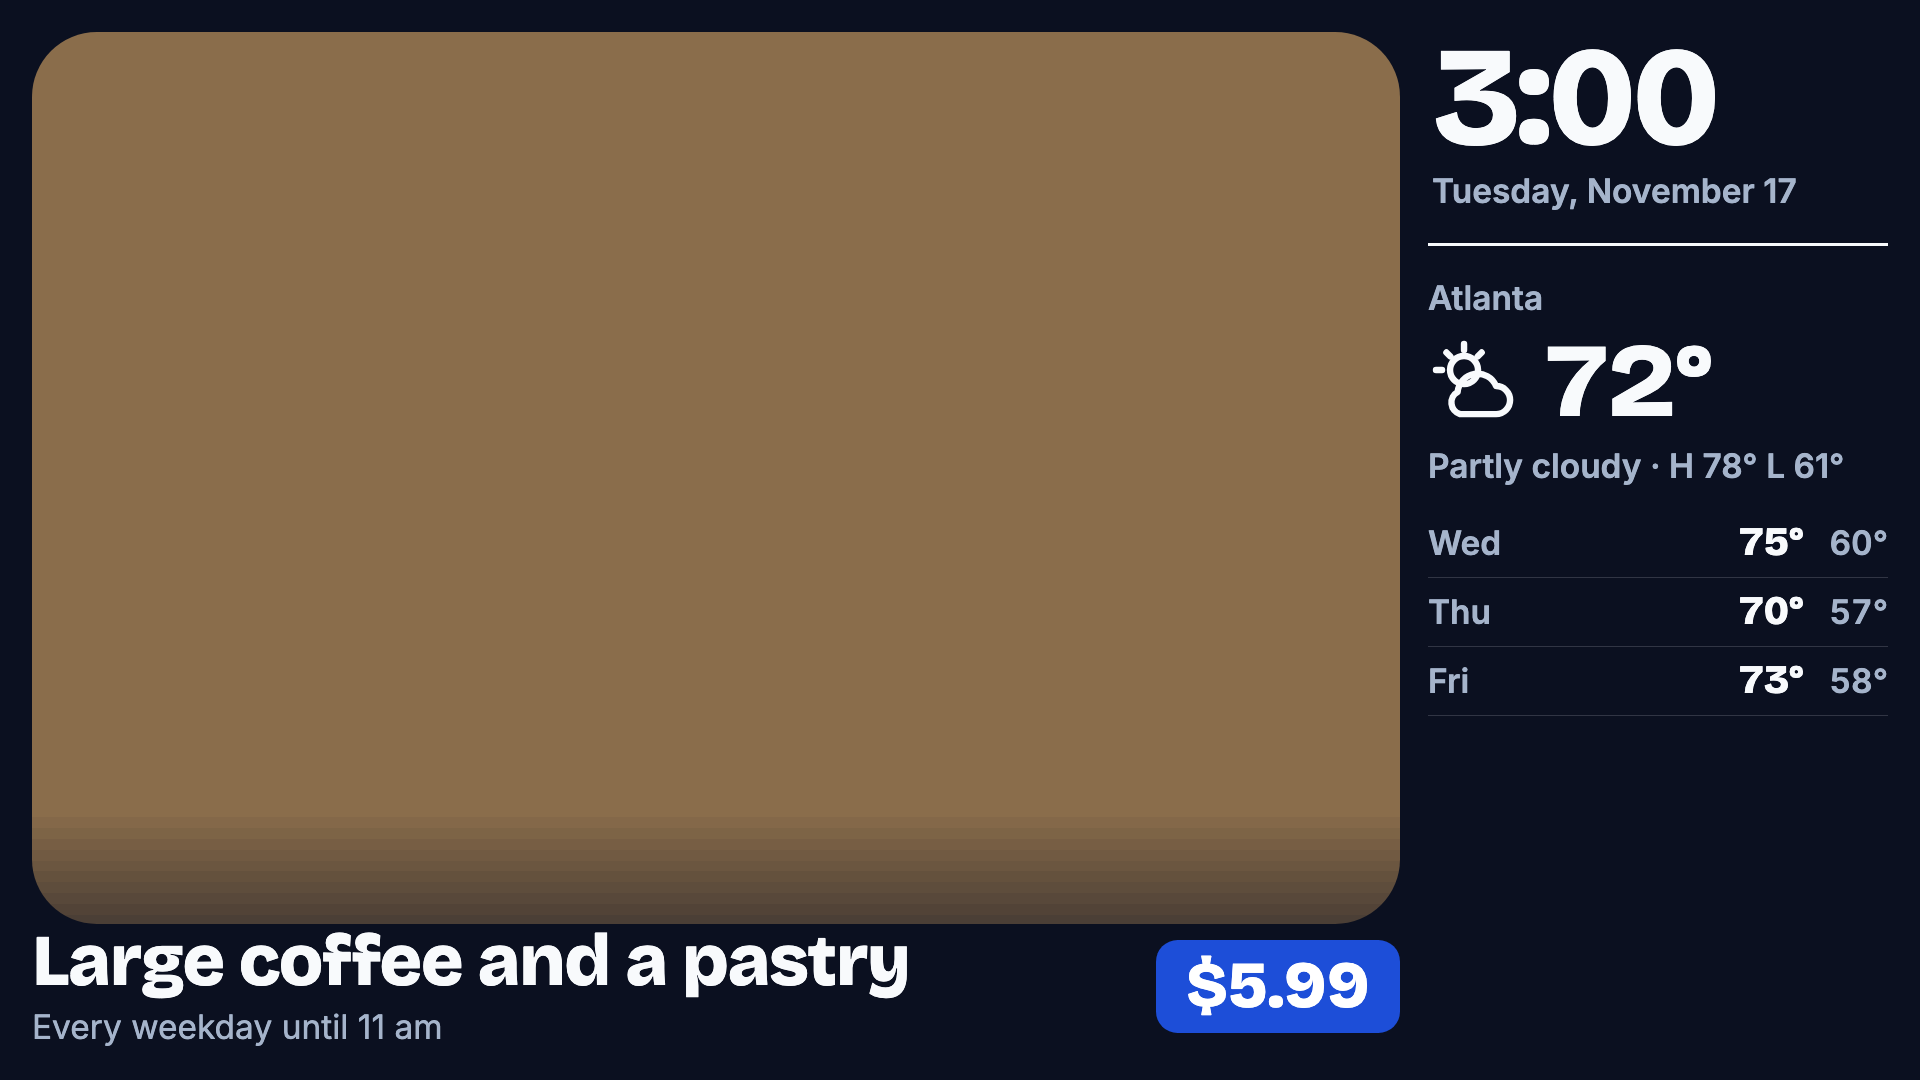 3:00
Tuesday, November 17
Atlanta
72°
Partly cloudy · H 78° L 61°
Wed 75° 60°
Thu 70° 57°
Fri 73° 58°
Large coffee and a pastry
Every weekday until 11 am
$5.99